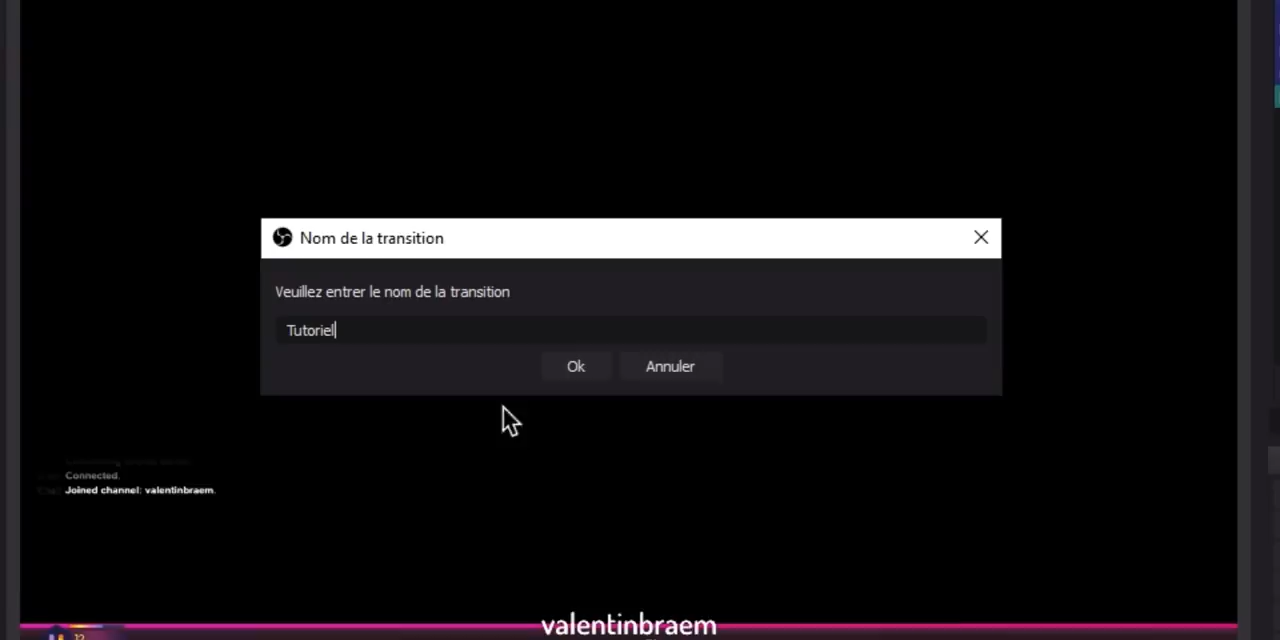 Nom de la transition
Veuillez entrer le nom de la transition
Tutoriel
Ok Annuler
Connected.
Joined channel: valentinbraem.
valentinbraem